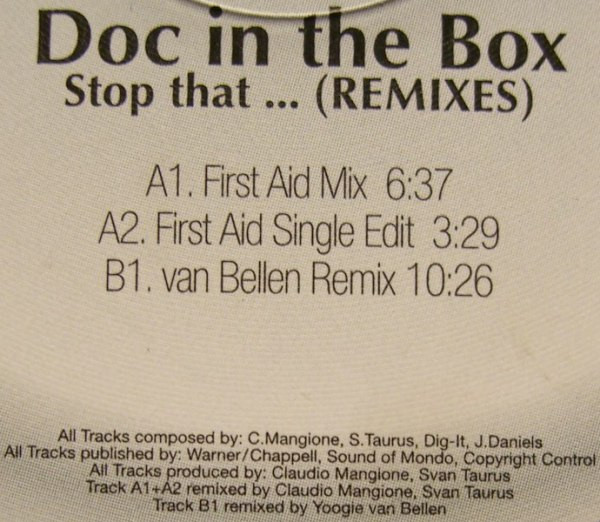 Doc in the Box
Stop that ... (REMIXES)
A1. First Aid Mix 6:37
A2. First Aid Single Edit 3:29
B1. van Bellen Remix 10:26
All Tracks composed by: C.Mangione, S.Taurus, Dig-It, J.Daniels
All Tracks published by: Warner/Chappell, Sound of Mondo, Copyright Control
All Tracks produced by: Claudio Mangione, Svan Taurus
Track A1+A2 remixed by Claudio Mangione, Svan Taurus
Track B1 remixed by Yoogie van Bellen